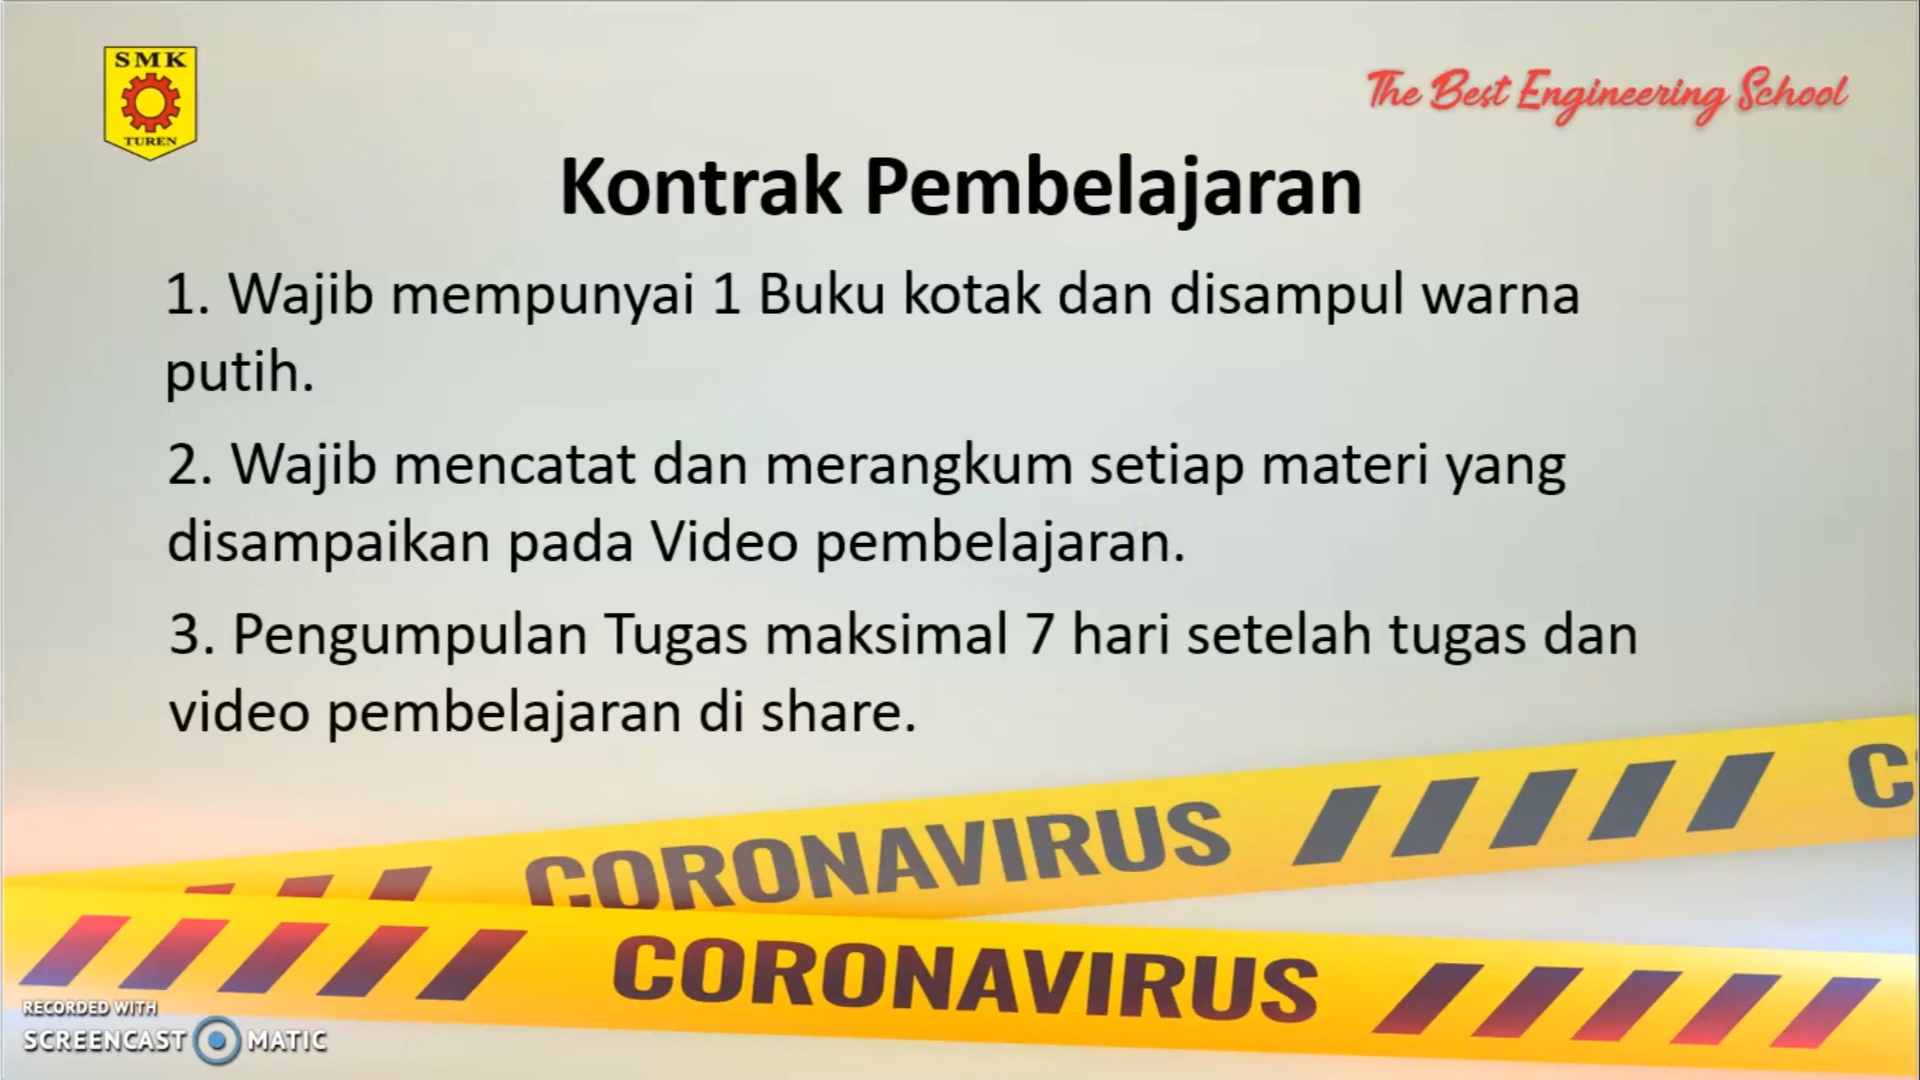 SMK
TUREN
The Best Engineering School
Kontrak Pembelajaran
1. Wajib mempunyai 1 Buku kotak dan disampul warna
putih.
2. Wajib mencatat dan merangkum setiap materi yang
disampaikan pada Video pembelajaran.
3. Pengumpulan Tugas maksimal 7 hari setelah tugas dan
video pembelajaran di share.
CORONAVIRUS
C
CORONAVIRUS
RECORDED WITH
SCREENCAST MATIC